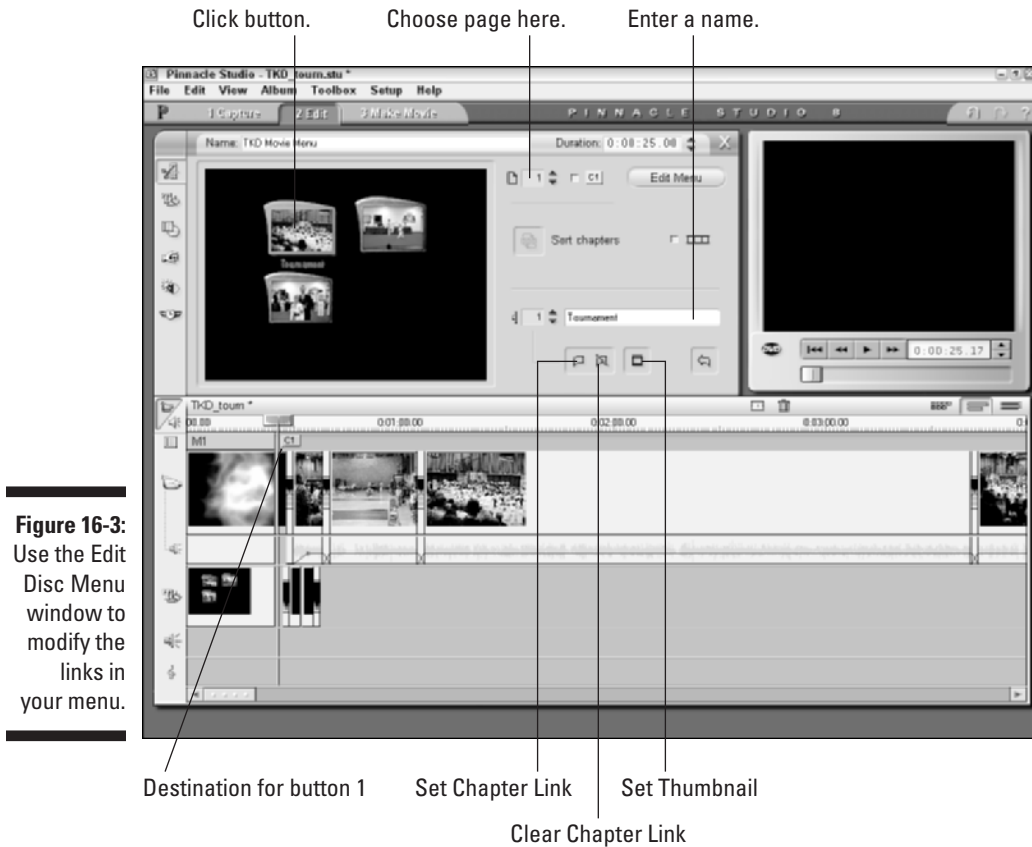 Click button.
Choose page here.
Enter a name.
Pinnacle Studio - TKD_tourn.stu *
File Edit View Album Toolbox Setup Help
1 Capture 2 Edit 3 Make Movie
PINNACLE STUDIO 8
Name: TKD Movie Menu
Duration: 0:08:25.08
1
C1
Edit Menu
Sort chapters
Tournament
1
Tournament
DVD
0:00:25.17
TKD_tourn *
00.00
0:01:00.00
0:02:00.00
0:03:00.00
M1
C1
Figure 16-3:
Use the Edit
Disc Menu
window to
modify the
links in
your menu.
Destination for button 1
Set Chapter Link
Set Thumbnail
Clear Chapter Link